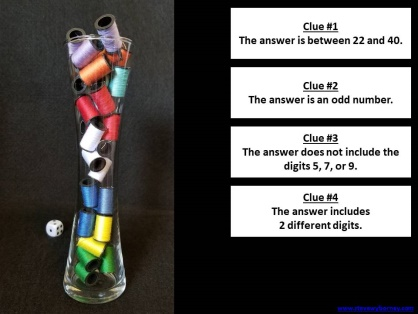 Clue #1
The answer is between 22 and 40.
Clue #2
The answer is an odd number.
Clue #3
The answer does not include the
digits 5, 7, or 9.
Clue #4
The answer includes
2 different digits.